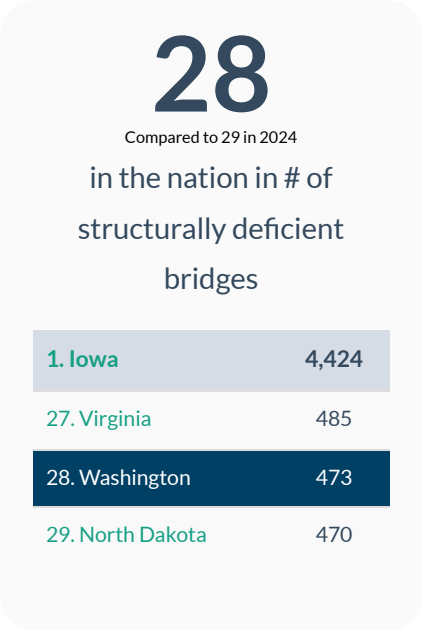 28
Compared to 29 in 2024
in the nation in # of
structurally deficient
bridges
1. Iowa 4,424
27. Virginia 485
28. Washington 473
29. North Dakota 470